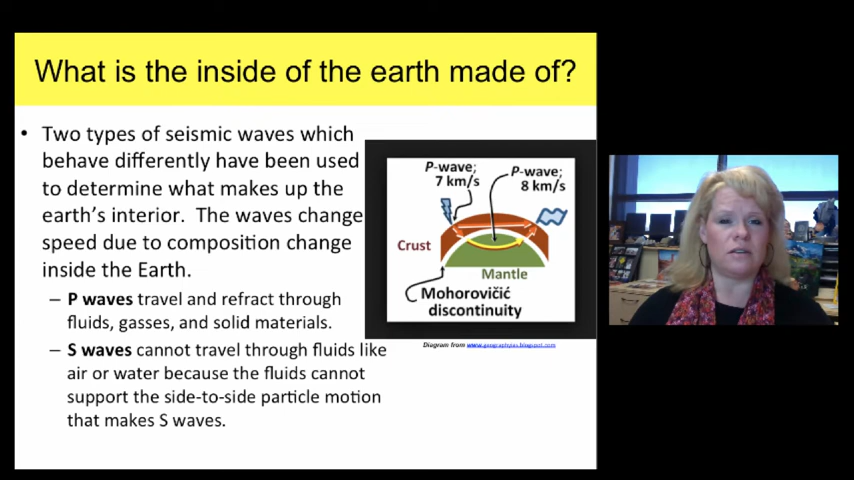 What is the inside of the earth made of?
• Two types of seismic waves which
behave differently have been used
to determine what makes up the
earth's interior. The waves change
speed due to composition change
inside the Earth.
– P waves travel and refract through
fluids, gasses, and solid materials.
– S waves cannot travel through fluids like
air or water because the fluids cannot
support the side-to-side particle motion
that makes S waves.
P-wave;
7 km/s
P-wave;
8 km/s
Crust
Mantle
Mohorovičić
discontinuity
Diagram from www.geographylas.blogspot.com